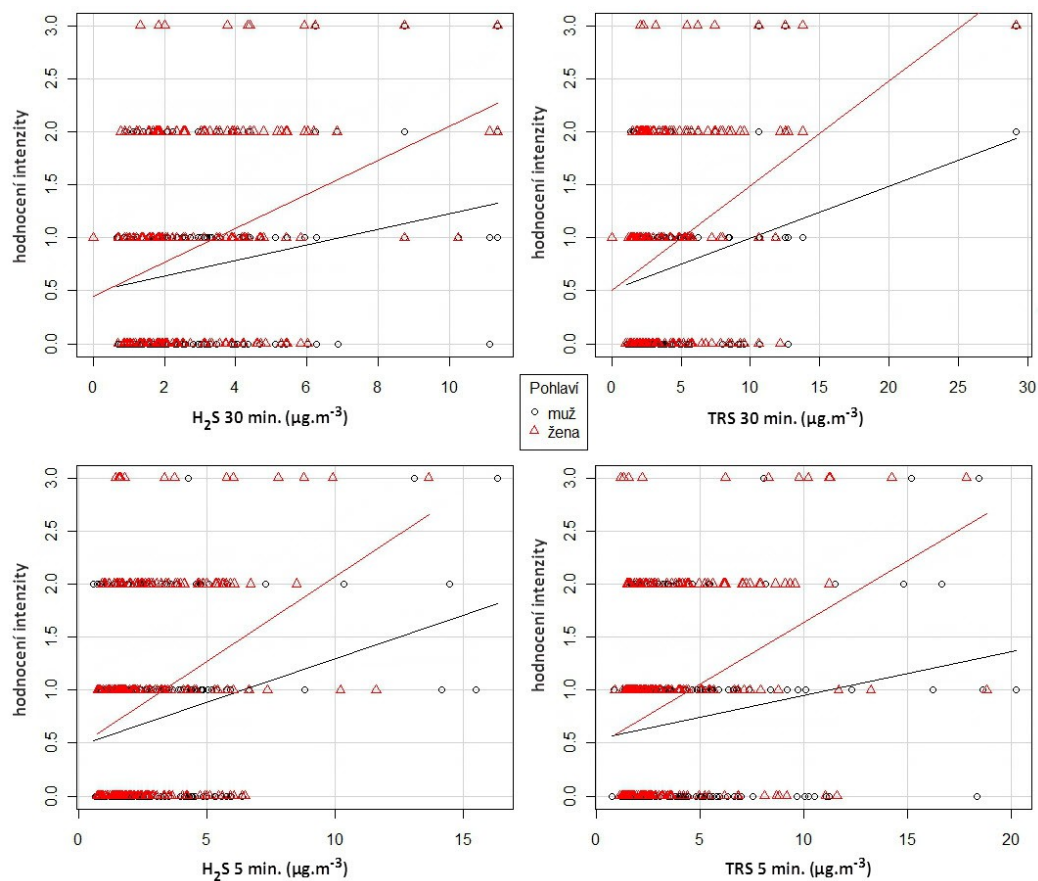 hodnocení intenzity
0.0 0.5 1.0 1.5 2.0 2.5 3.0
0 2 4 6 8 10
H₂S 30 min. (µg.m⁻³)
hodnocení intenzity
0.0 0.5 1.0 1.5 2.0 2.5 3.0
0 5 10 15 20 25 30
TRS 30 min. (µg.m⁻³)
Pohlaví
muž
žena
hodnocení intenzity
0.0 0.5 1.0 1.5 2.0 2.5 3.0
5 10 15
H₂S 5 min. (µg.m⁻³)
hodnocení intenzity
0.0 0.5 1.0 1.5 2.0 2.5 3.0
0 5 10 15 20
TRS 5 min. (µg.m⁻³)